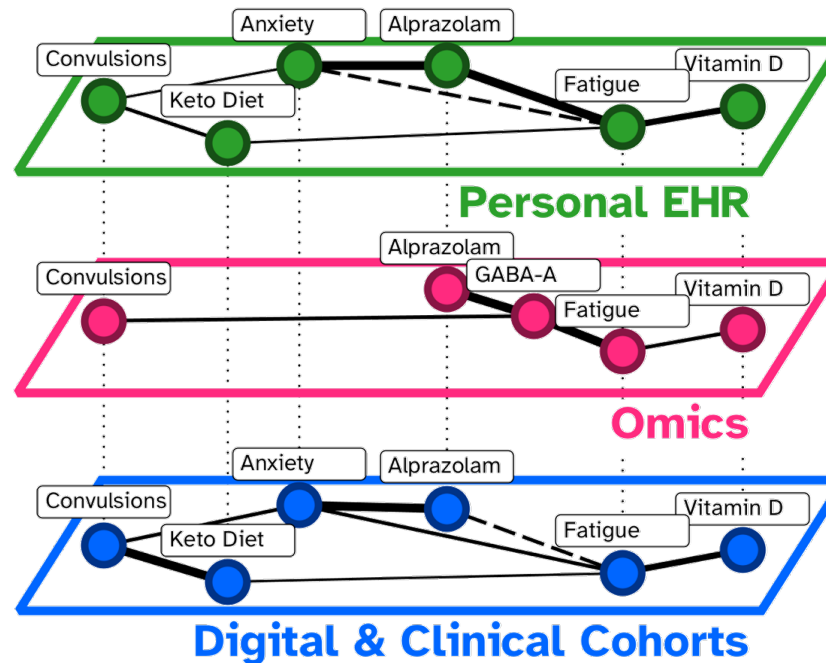 Anxiety
Alprazolam
Convulsions
Vitamin D
Fatigue
Keto Diet
Personal EHR
Alprazolam
GABA-A
Convulsions
Vitamin D
Fatigue
Omics
Anxiety
Alprazolam
Convulsions
Vitamin D
Fatigue
Keto Diet
Digital & Clinical Cohorts